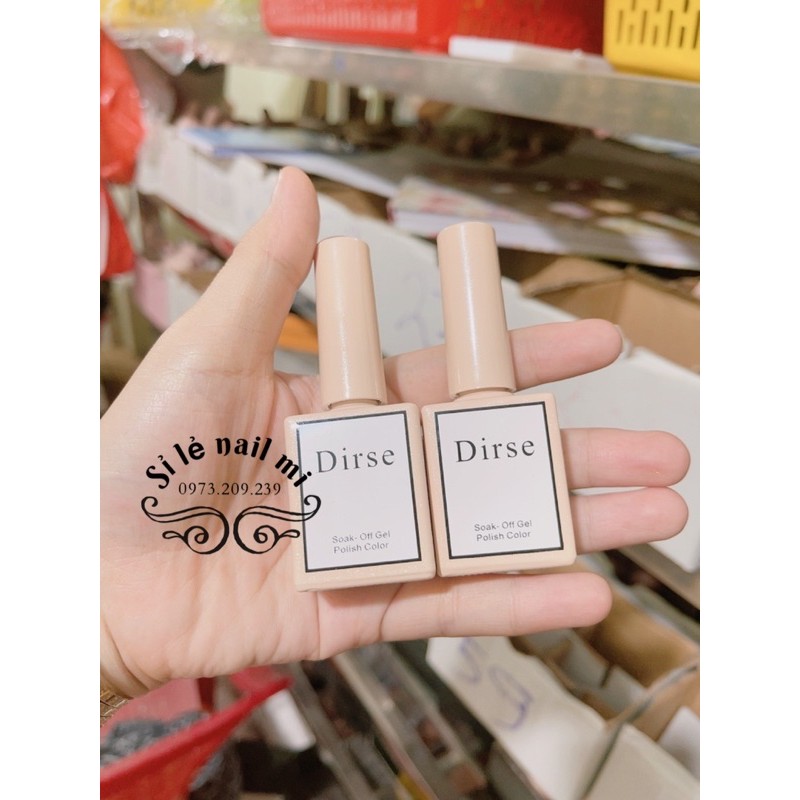 Sỉ lẻ nail mi
0973.209.239
Dirse
Soak- Off Gel
Polish Color
Dirse
Soak- Off Gel
Polish Color
59